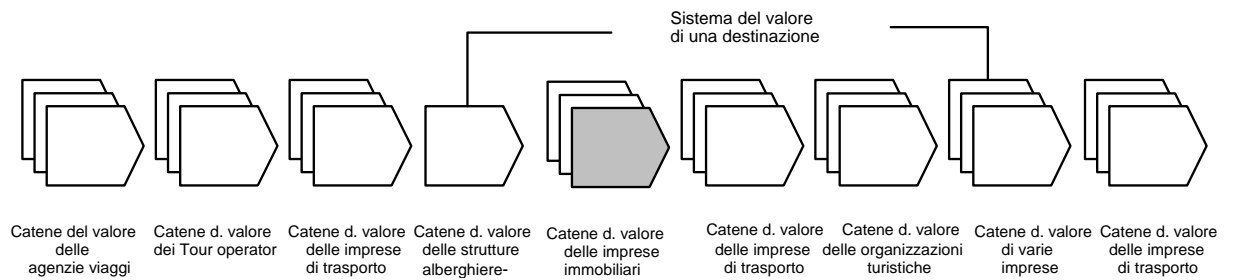 Sistema del valore
di una destinazione
Catene del valore
delle
agenzie viaggi
Catene d. valore
dei Tour operator
Catene d. valore
delle imprese
di trasporto
Catene d. valore
delle strutture
alberghiere-
Catene d. valore
delle imprese
immobiliari
Catene d. valore
delle imprese
di trasporto
Catene d. valore
delle organizzazioni
turistiche
Catene d. valore
di varie
imprese
Catene d. valore
delle imprese
di trasporto